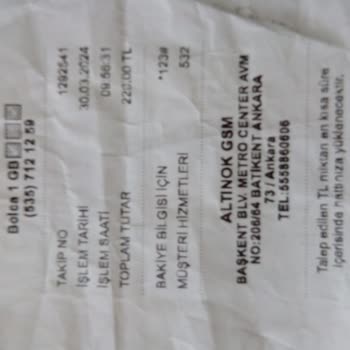 Bolca 1 GB
(535) 712 12 59
TAKİP NO 1292541
İŞLEM TARİHİ 30.03.2024
İŞLEM SAATİ 09:56:31
TOPLAM TUTAR 220.00 TL
BAKİYE BİLGİSİ İÇİN *123#
MÜŞTERİ HİZMETLERİ 532
ALTINOK GSM
BAŞKENT BLV. METRO CENTER AVM
NO:206/64 BATIKENT ANKARA
73 / Ankara
TEL:5558860606
Talep edilen TL miktarı en kısa süre
içerisinde hattınıza yüklenecektir.